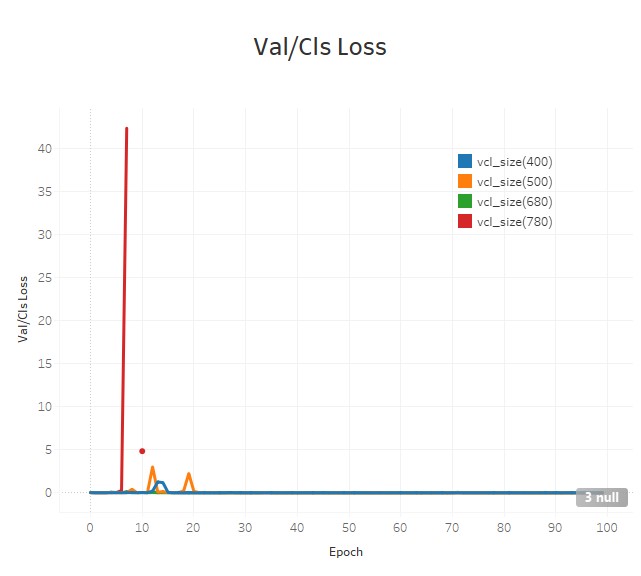 Val/Cls Loss
vcl_size(400)
vcl_size(500)
vcl_size(680)
vcl_size(780)
Val/Cls Loss
40
35
30
25
20
15
10
5
0
3 null
0 10 20 30 40 50 60 70 80 90 100
Epoch